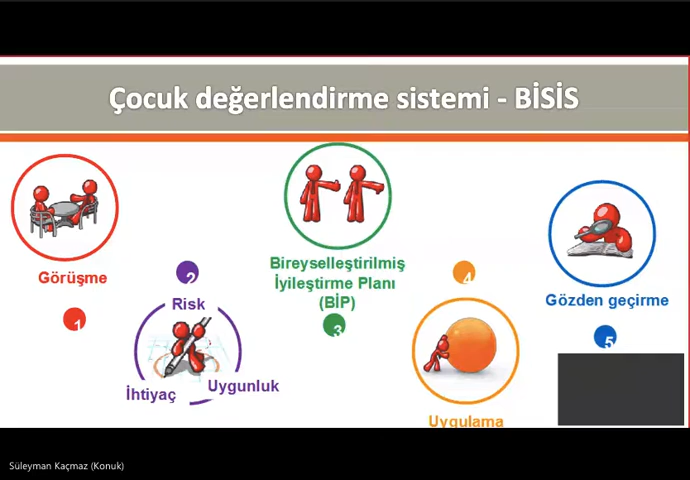 Çocuk değerlendirme sistemi - BİSİS
Görüşme
1
2
Risk
İhtiyaç
Uygunluk
Bireyselleştirilmiş
İyileştirme Planı
(BİP)
3
4
Uygulama
Gözden geçirme
5
Süleyman Kaçmaz (Konuk)